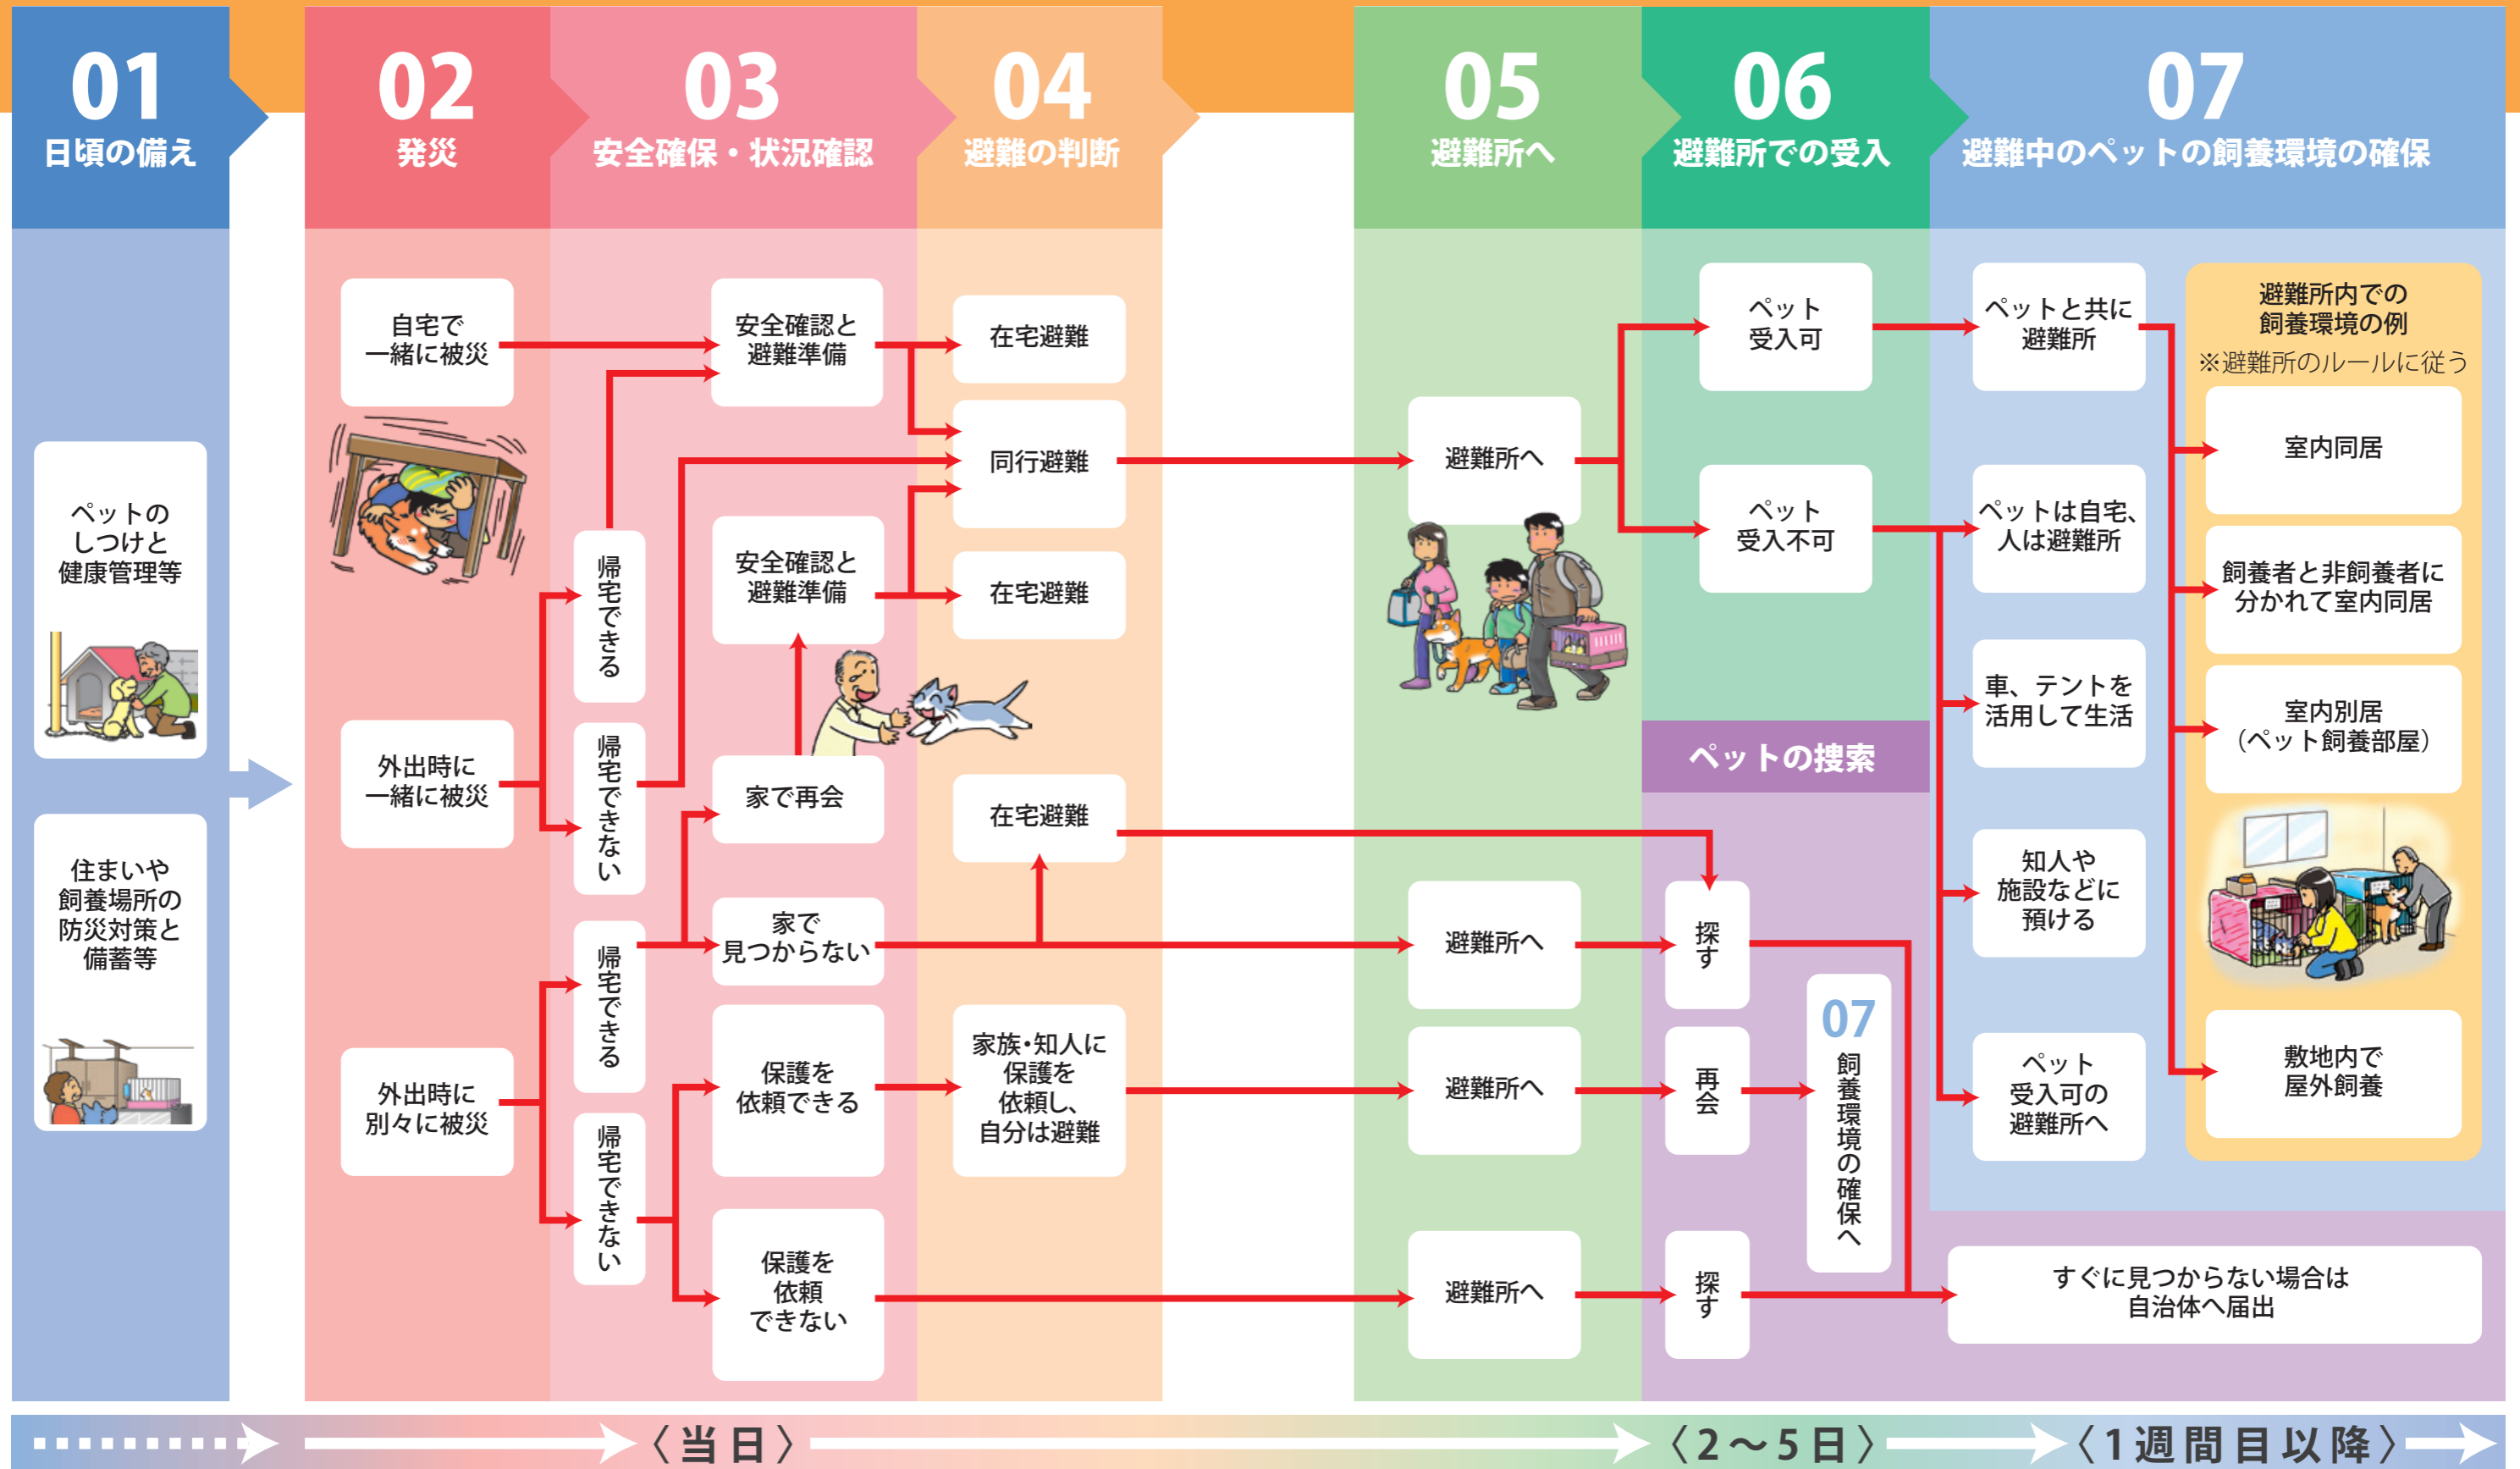 01
日頃の備え
ペットの
しつけと
健康管理等
住まいや
飼養場所の
防災対策と
備蓄等
02
発災
自宅で
一緒に被災
外出時に
一緒に被災
外出時に
別々に被災
03
安全確保・状況確認
帰宅できる
帰宅できない
帰宅できる
帰宅できない
安全確認と
避難準備
安全確認と
避難準備
家で再会
家で
見つからない
保護を
依頼できる
保護を
依頼
できない
04
避難の判断
在宅避難
同行避難
在宅避難
在宅避難
家族・知人に
保護を
依頼し、
自分は避難
05
避難所へ
避難所へ
避難所へ
避難所へ
避難所へ
06
避難所での受入
ペット
受入可
ペット
受入不可
ペットの捜索
探す
再会
探す
07
飼養環境の確保へ
07
避難中のペットの飼養環境の確保
ペットと共に
避難所
ペットは自宅、
人は避難所
車、テントを
活用して生活
知人や
施設などに
預ける
ペット
受入可の
避難所へ
避難所内での
飼養環境の例
※避難所のルールに従う
室内同居
飼養者と非飼養者に
分かれて室内同居
室内別居
（ペット飼養部屋）
敷地内で
屋外飼養
すぐに見つからない場合は
自治体へ届出
〈当日〉
〈2～5日〉
〈1週間目以降〉